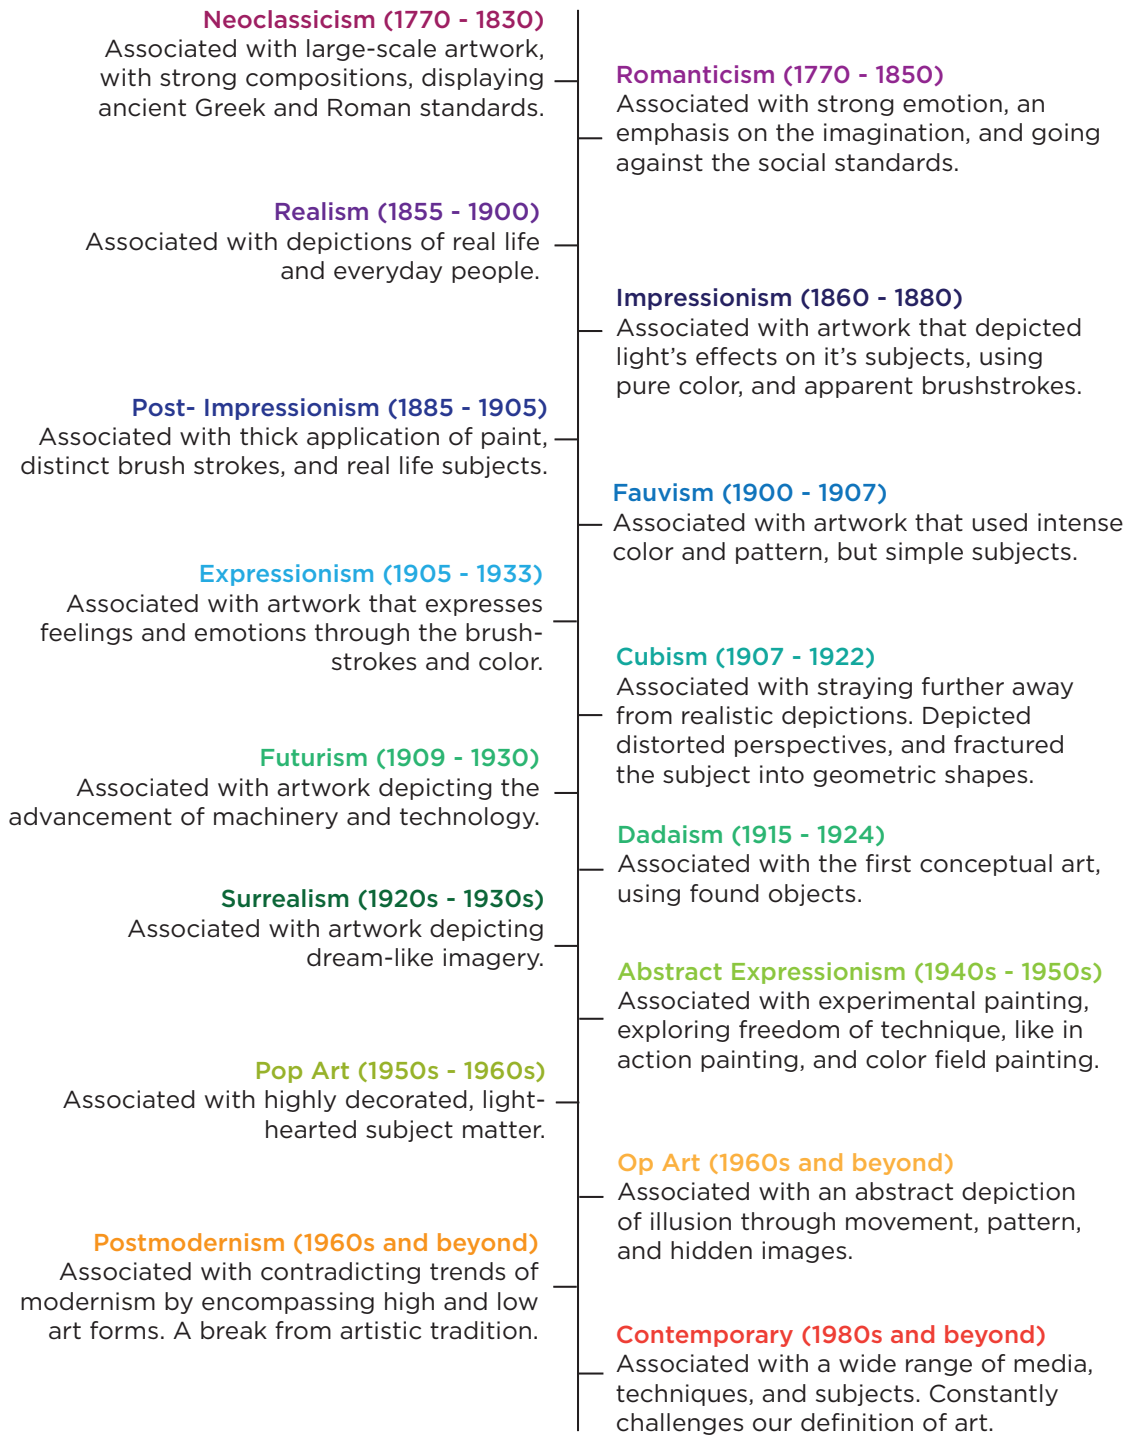 Neoclassicism (1770 - 1830)
Associated with large-scale artwork,
with strong compositions, displaying
ancient Greek and Roman standards.
Romanticism (1770 - 1850)
Associated with strong emotion, an
emphasis on the imagination, and going
against the social standards.
Realism (1855 - 1900)
Associated with depictions of real life
and everyday people.
Impressionism (1860 - 1880)
Associated with artwork that depicted
light’s effects on it’s subjects, using
pure color, and apparent brushstrokes.
Post- Impressionism (1885 - 1905)
Associated with thick application of paint,
distinct brush strokes, and real life subjects.
Fauvism (1900 - 1907)
Associated with artwork that used intense
color and pattern, but simple subjects.
Expressionism (1905 - 1933)
Associated with artwork that expresses
feelings and emotions through the brush-
strokes and color.
Cubism (1907 - 1922)
Associated with straying further away
from realistic depictions. Depicted
distorted perspectives, and fractured
the subject into geometric shapes.
Futurism (1909 - 1930)
Associated with artwork depicting the
advancement of machinery and technology.
Dadaism (1915 - 1924)
Associated with the first conceptual art,
using found objects.
Surrealism (1920s - 1930s)
Associated with artwork depicting
dream-like imagery.
Abstract Expressionism (1940s - 1950s)
Associated with experimental painting,
exploring freedom of technique, like in
action painting, and color field painting.
Pop Art (1950s - 1960s)
Associated with highly decorated, light-
hearted subject matter.
Op Art (1960s and beyond)
Associated with an abstract depiction
of illusion through movement, pattern,
and hidden images.
Postmodernism (1960s and beyond)
Associated with contradicting trends of
modernism by encompassing high and low
art forms. A break from artistic tradition.
Contemporary (1980s and beyond)
Associated with a wide range of media,
techniques, and subjects. Constantly
challenges our definition of art.